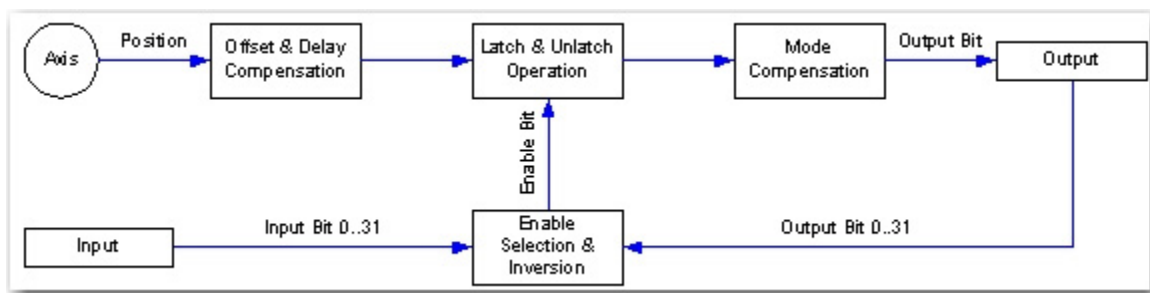 Axis
Position
Offset & Delay
Compensation
Latch & Unlatch
Operation
Mode
Compensation
Output Bit
Output
Enable Bit
Input
Input Bit 0..31
Enable
Selection &
Inversion
Output Bit 0..31